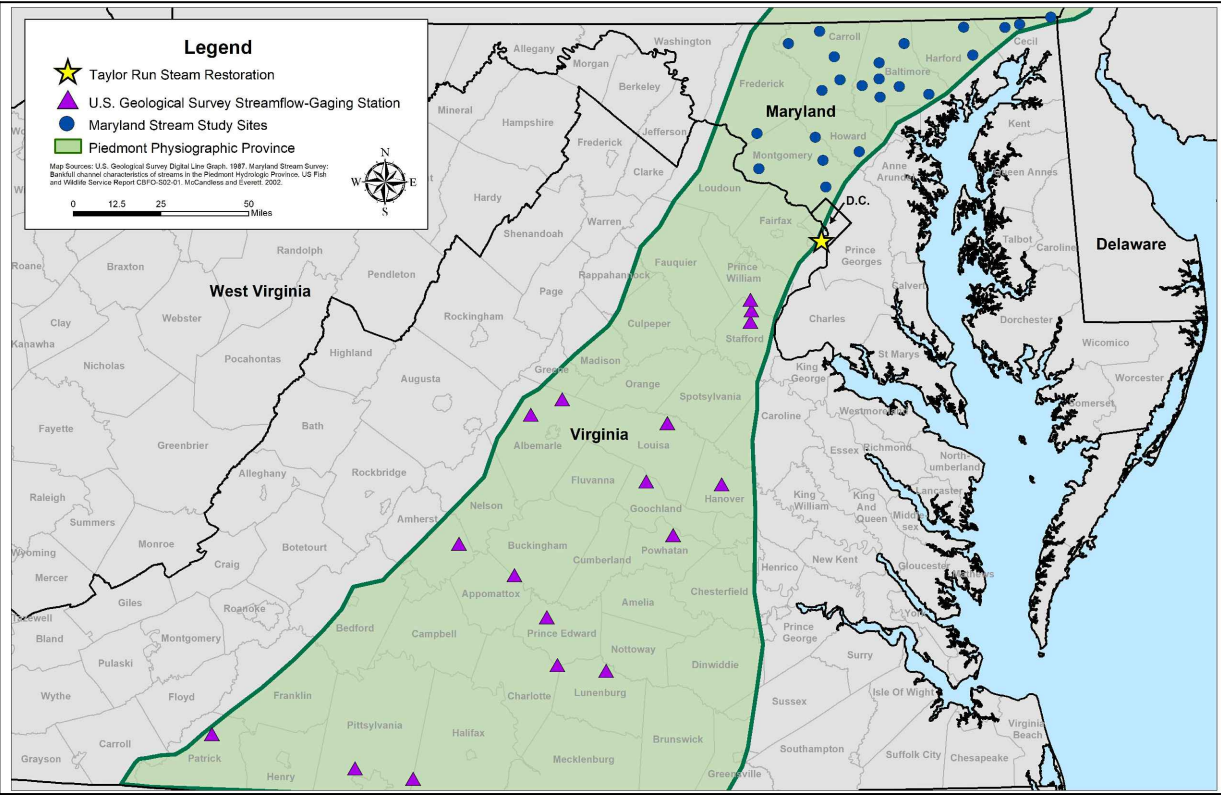 Legend
Taylor Run Steam Restoration
U.S. Geological Survey Streamflow-Gaging Station
Maryland Stream Study Sites
Piedmont Physiographic Province
Map Sources: U.S. Geological Survey Digital Line Graph, 1987. Maryland Stream Survey:
Bankfull channel characteristics of streams in the Piedmont Hydrologic Province. US Fish
and Wildlife Service Report CBFO-S02-01. McCandless and Everett. 2002.
N
W
E
S
0 12.5 25 50
Miles
Washington
Allegany
Morgan
Berkeley
Mineral
Hampshire
Jefferson
Frederick
Clarke
Hardy
Warren
Shenandoah
Loudoun
Frederick
Carroll
Cecil
Harford
Baltimore
Maryland
Howard
Montgomery
Kent
Anne
Arundel
Queen Annes
D.C.
Fairfax
Prince
Georges
Talbot
Caroline
Delaware
Randolph
Roane
Braxton
Pendleton
Rappahannock
Fauquier
Prince
William
Calvert
West Virginia
Page
Webster
Clay
Rockingham
Culpeper
Stafford
Charles
Dorchester
Wicomico
Kanawha
Nicholas
Pocahontas
Highland
Madison
Greene
St Marys
King
George
Worcester
Augusta
Orange
Spotsylvania
Somerset
Fayette
Bath
Virginia
Caroline
Westmoreland
Greenbrier
Albemarle
Louisa
Essex
Richmond
North-
umberland
Alleghany
Rockbridge
Fluvanna
Hanover
King
William
King
And
Queen
Lancaster
Middle-
sex
Raleigh
Nelson
Goochland
Summers
Amherst
Monroe
Botetourt
Buckingham
Powhatan
Cumberland
Henrico
New Kent
Gloucester
Mathews
Wyoming
Craig
Mercer
Appomattox
Amelia
Chesterfield
Giles
Roanoke
York
Bedford
Campbell
Prince Edward
Prince
George
Bland
Montgomery
Nottoway
Surry
Pulaski
Dinwiddie
Wythe
Floyd
Franklin
Charlotte
Lunenburg
Sussex
Isle Of Wight
Pittsylvania
Halifax
Virginia
Beach
Carroll
Brunswick
Southampton
Suffolk City
Chesapeake
Grayson
Patrick
Mecklenburg
Henry
Greensville